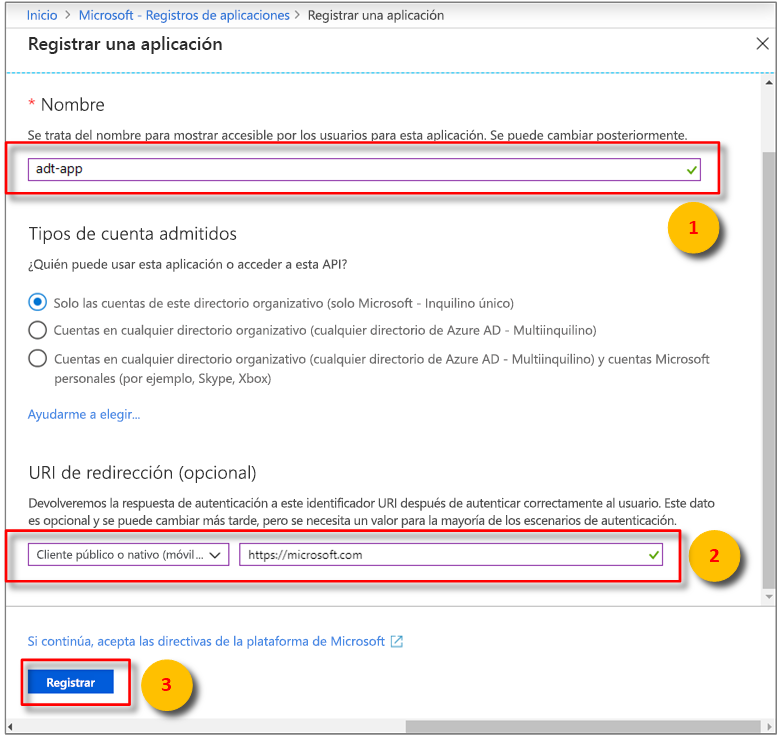 Inicio > Microsoft - Registros de aplicaciones > Registrar una aplicación
Registrar una aplicación
* Nombre
Se trata del nombre para mostrar accesible por los usuarios para esta aplicación. Se puede cambiar posteriormente.
adt-app
1
Tipos de cuenta admitidos
¿Quién puede usar esta aplicación o acceder a esta API?
Solo las cuentas de este directorio organizativo (solo Microsoft - Inquilino único)
Cuentas en cualquier directorio organizativo (cualquier directorio de Azure AD - Multiinquilino)
Cuentas en cualquier directorio organizativo (cualquier directorio de Azure AD - Multiinquilino) y cuentas Microsoft
personales (por ejemplo, Skype, Xbox)
Ayudarme a elegir...
URI de redirección (opcional)
Devolveremos la respuesta de autenticación a este identificador URI después de autenticar correctamente al usuario. Este dato
es opcional y se puede cambiar más tarde, pero se necesita un valor para la mayoría de los escenarios de autenticación.
Cliente público o nativo (móvil... https://microsoft.com
2
Si continúa, acepta las directivas de la plataforma de Microsoft
Registrar
3